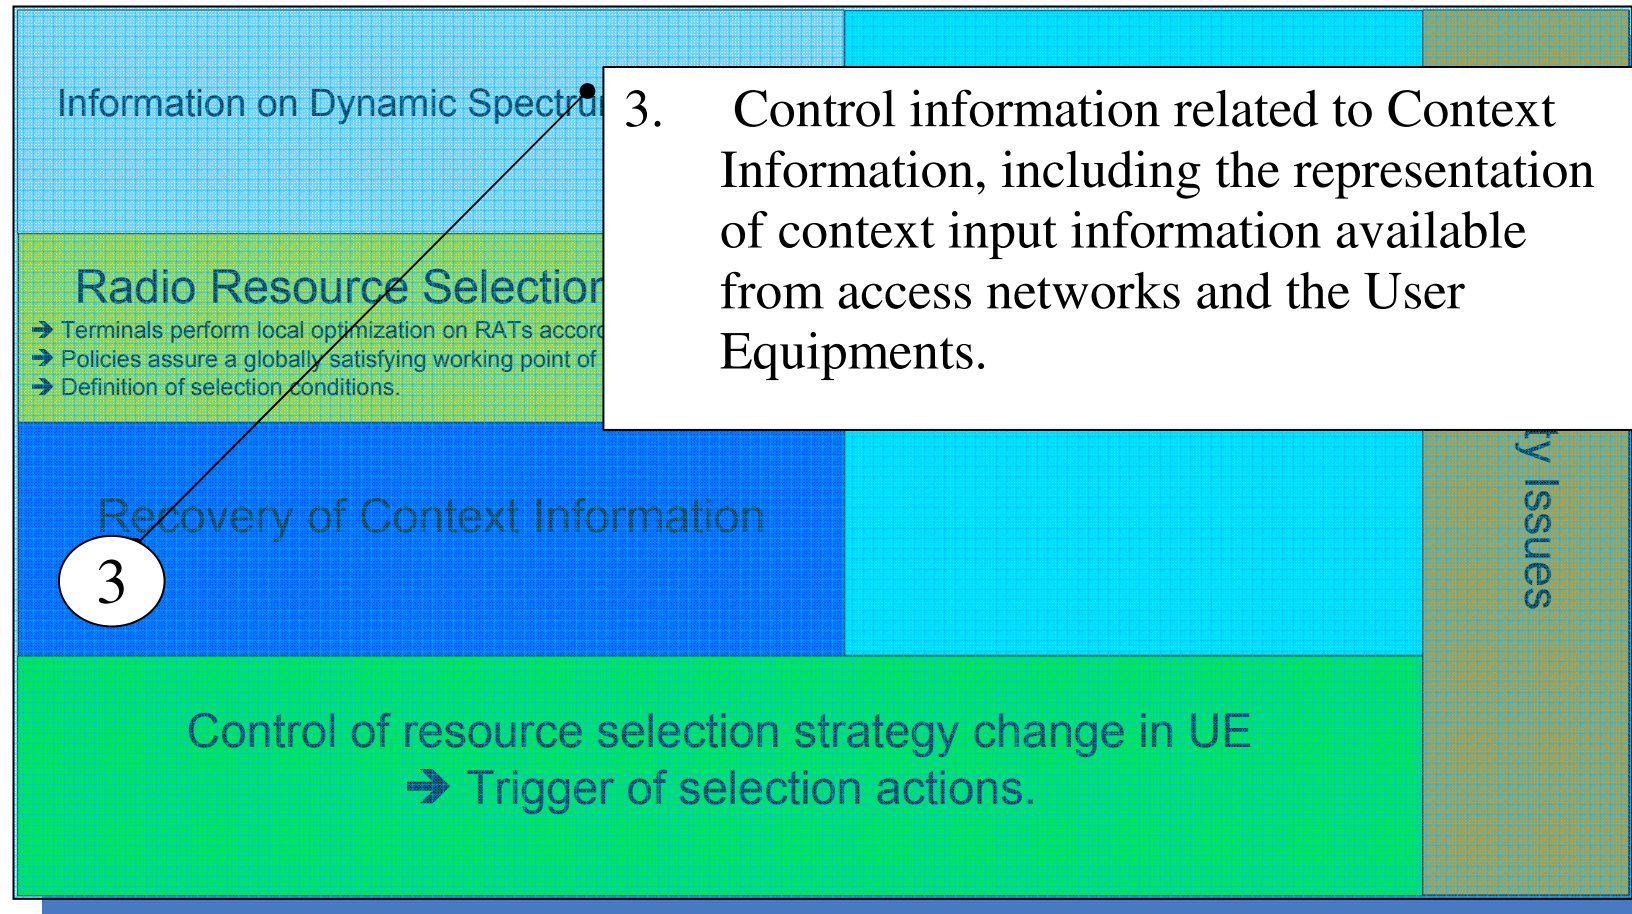 Information on Dynamic
3. Control information related to Context
Information, including the representation
of context input information available
from access networks and the User
Equipments.
Radio Resource Selection
➔ Terminals perform local optimization on RATs
➔ Policies assure a globally satisfying working point of
➔ Definition of selection conditions.
Issues
Recovery of Context Information
3
Control of resource selection strategy change in UE
➔ Trigger of selection actions.